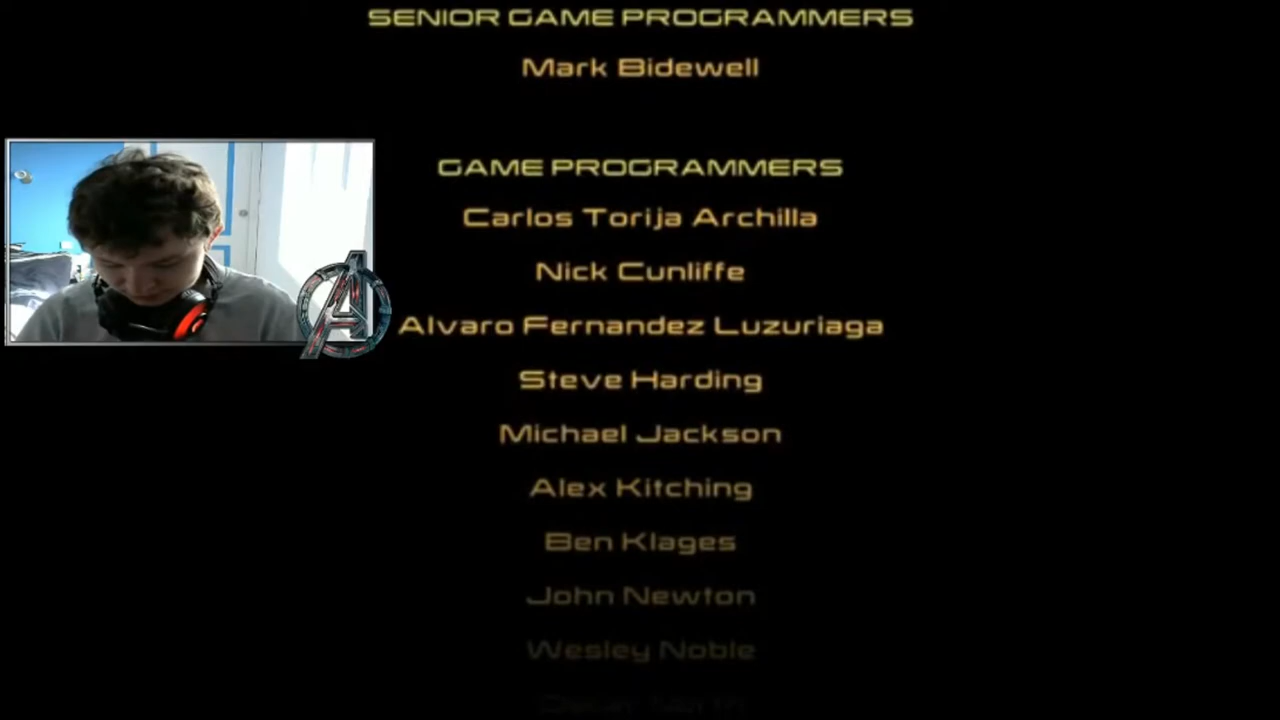 SENIOR GAME PROGRAMMERS
Mark Bidewell
GAME PROGRAMMERS
Carlos Torija Archilla
Nick Cunliffe
Alvaro Fernandez Luzuriaga
Steve Harding
Michael Jackson
Alex Kitching
Ben Klages
John Newton
Wesley Noble